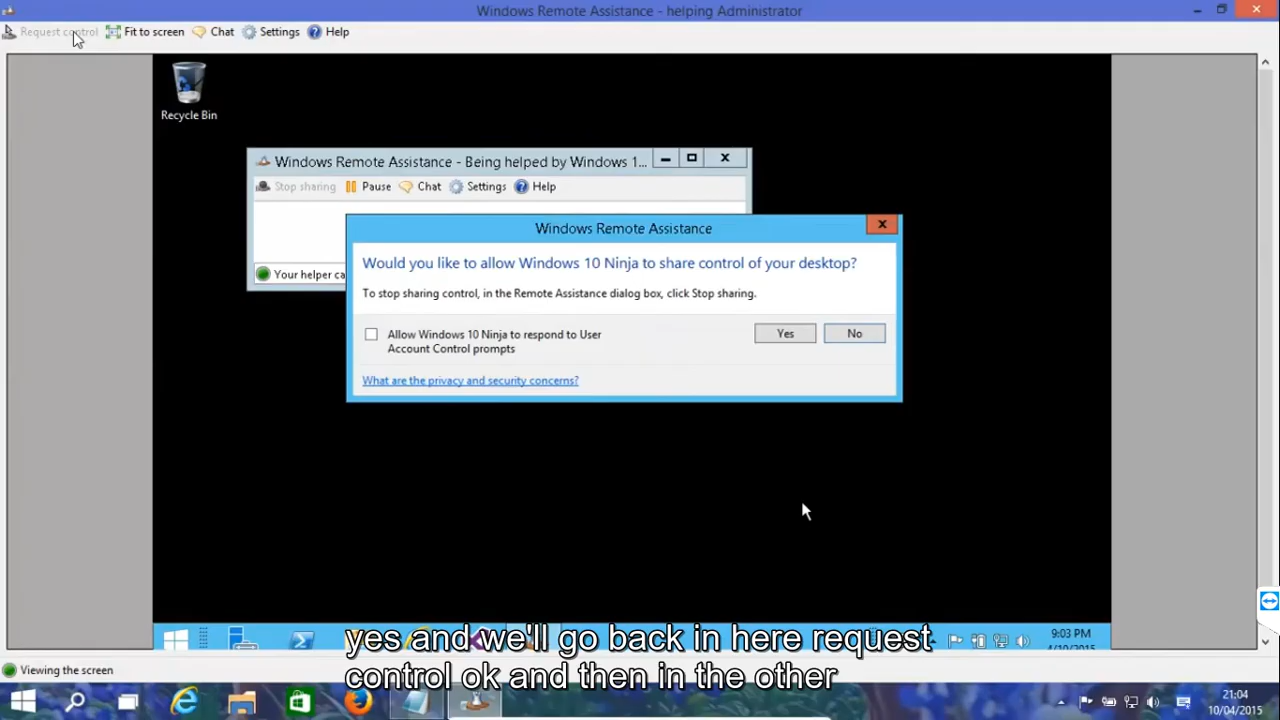 Windows Remote Assistance - helping Administrator
Request control Fit to screen Chat Settings Help
Recycle Bin
Windows Remote Assistance - Being helped by Windows 1...
Stop sharing Pause Chat Settings Help
Windows Remote Assistance
Would you like to allow Windows 10 Ninja to share control of your desktop?
Your helper ca
To stop sharing control, in the Remote Assistance dialog box, click Stop sharing.
Allow Windows 10 Ninja to respond to User
Account Control prompts
Yes No
What are the privacy and security concerns?
9:03 PM
yes and we'll go back in here request
control ok and then in the other
Viewing the screen
21:04
10/04/2015